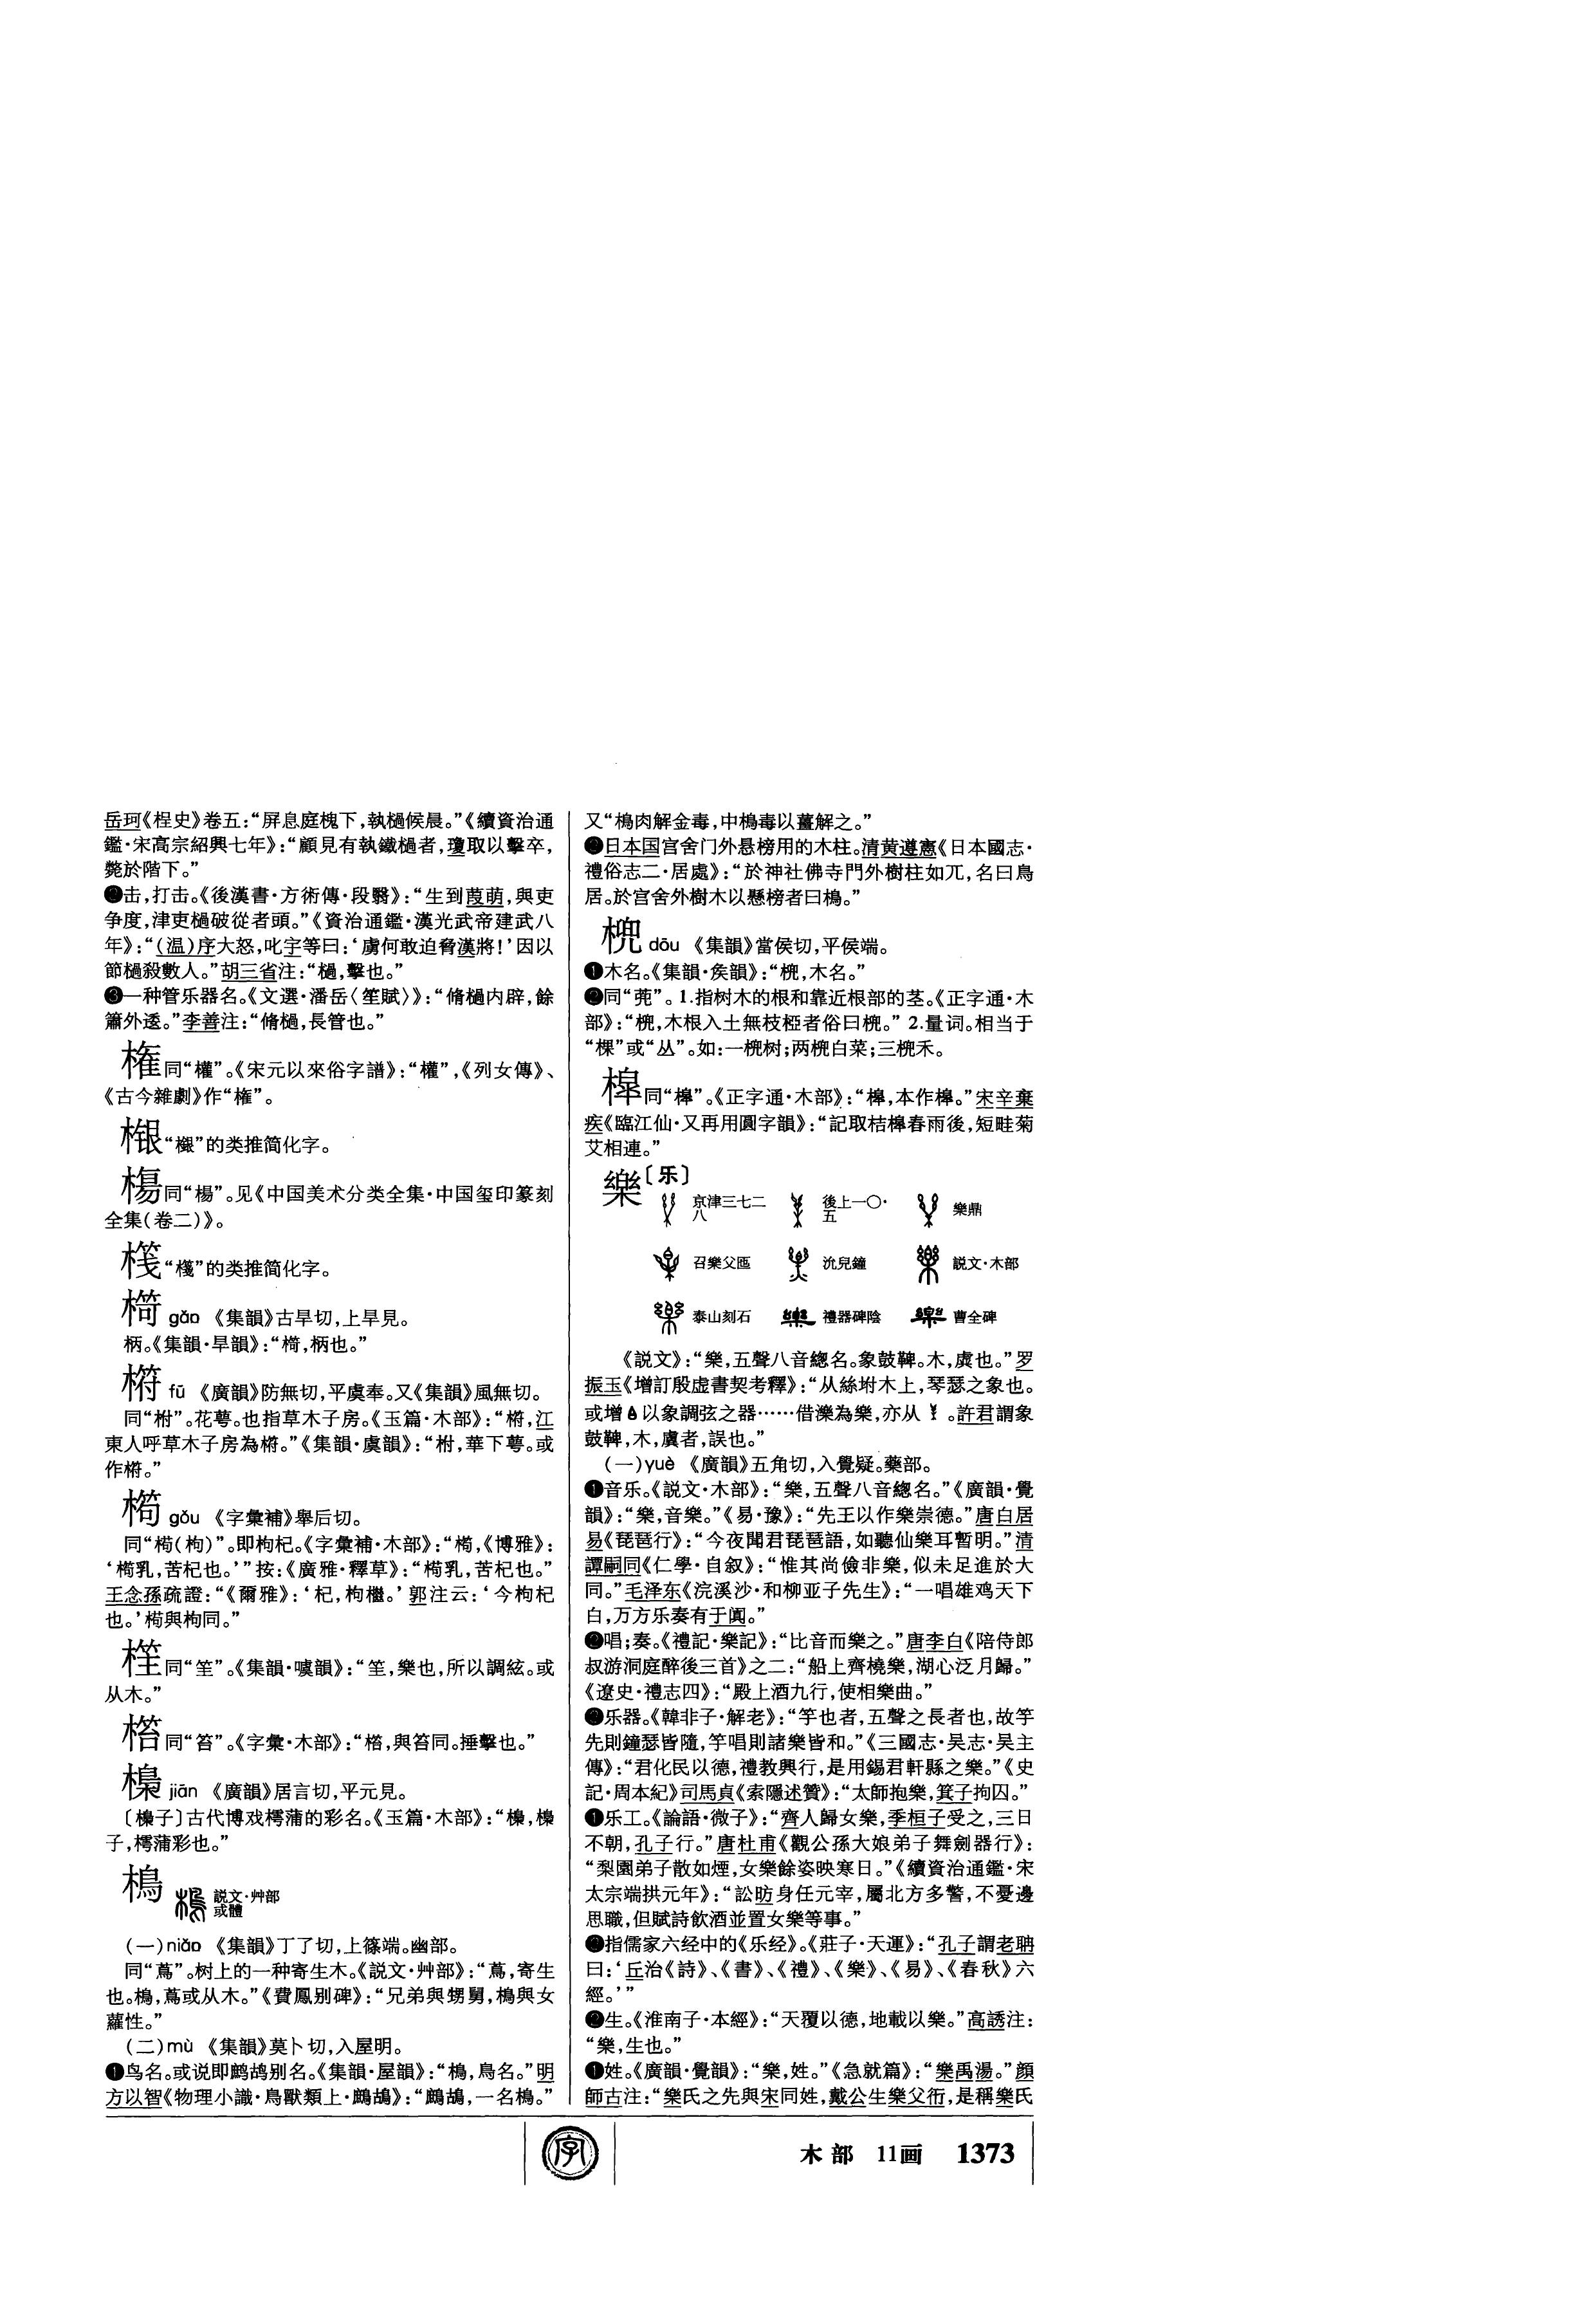 岳珂《桯史》卷五：“屏息庭槐下，執檛候晨。”《續資治通
鑑·宋高宗紹興七年》：“顧見有執鐵檛者，瓊取以擊卒，
斃於階下。”
❷击，打击。《後漢書·方術傳·段翳》：“生到葭萌，與吏
争度，津吏檛破從者頭。”《資治通鑑·漢光武帝建武八
年》：“(温)序大怒，叱宇等曰：‘虜何敢迫脅漢將！’因以
節檛殺數人。”胡三省注：“檛，擊也。”
❸一种管乐器名。《文選·潘岳〈笙賦〉》：“脩檛内辟，餘
簫外逶。”李善注：“脩檛，長管也。”
同“權”。《宋元以來俗字譜》：“權”，《列女傳》、
《古今雜劇》作“𣙜”。
“櫬”的类推简化字。
同“楊”。见《中国美术分类全集·中国玺印篆刻
全集（卷二）》。
的类推简化字。
gǎn 《集韻》古旱切，上旱見。
柄。《集韻·旱韻》：“，柄也。”
fū 《廣韻》防無切，平虞奉。又《集韻》風無切。
同“柎”。花萼。也指草木子房。《玉篇·木部》：“，江
東人呼草木子房為。”《集韻·虞韻》：“柎，華下萼。或
作。”
gǒu 《字彙補》舉后切。
同“（枸）”。即枸杞。《字彙補·木部》：“，《博雅》：
‘乳，苦杞也。’”按：《廣雅·釋草》：“乳，苦杞也。”
王念孫疏證：“《爾雅》：‘杞，枸檵。’郭注云：‘今枸杞
也。’與枸同。”
同“”。《集韻·噳韻》：“，樂也，所以調絃。或
从木。”
同“笞”。《字彙·木部》：“，與笞同。捶擊也。”
jiān 《廣韻》居言切，平元見。
〔子〕古代博戏樗蒲的彩名。《玉篇·木部》：“，
子，樗蒲彩也。”
樢 説文·艸部
或體
（一）niǎo 《集韻》丁了切，上篠端。幽部。
同“蔦”。树上的一种寄生木。《説文·艸部》：“蔦，寄生
也。樢，蔦或从木。”《費鳳别碑》：“兄弟與甥舅，樢與女
蘿性。”
（二）mù 《集韻》莫卜切，入屋明。
❶鸟名。或说即鹧鸪别名。《集韻·屋韻》：“樢，鳥名。”明
方以智《物理小識·鳥獸類上·鷓鴣》：“鷓鴣，一名樢。”
又“樢肉解金毒，中樢毒以薑解之。”
❷日本国宫舍门外悬榜用的木柱。清黄遵憲《日本國志·
禮俗志二·居處》：“於神社佛寺門外樹柱如兀，名曰鳥
居。於宫舍外樹木以懸榜者曰樢。”
dōu 《集韻》當侯切，平侯端。
❶木名。《集韻·矦韻》：“，木名。”
❷同“蔸”。1.指树木的根和靠近根部的茎。《正字通·木
部》：“，木根入土無枝椏者俗曰。”2.量词。相当于
“棵”或“丛”。如：一树；两白菜；三禾。
槔 同“槹”。《正字通·木部》：“槹，本作槔。”宋辛棄
疾《臨江仙·又再用圓字韻》：“記取桔槔春雨後，短畦菊
艾相連。”
樂〔乐〕
京津三七二八 後上一〇·五 樂鼎
召樂父匜 沇兒鐘 説文·木部
泰山刻石 禮器碑陰 曹全碑
《説文》：“樂，五聲八音總名。象鼓鞞。木，虡也。”罗
振玉《增訂殷虚書契考釋》：“从絲坿木上，琴瑟之象也。
或增以象調弦之器……借濼為樂，亦从。許君謂象
鼓鞞，木，虡者，誤也。”
（一）yuè 《廣韻》五角切，入覺疑。藥部。
❶音乐。《説文·木部》：“樂，五聲八音總名。”《廣韻·覺
韻》：“樂，音樂。”《易·豫》：“先王以作樂崇德。”唐白居
易《琵琶行》：“今夜聞君琵琶語，如聽仙樂耳暫明。”清
譚嗣同《仁學·自叙》：“惟其尚儉非樂，似未足進於大
同。”毛泽东《浣溪沙·和柳亚子先生》：“一唱雄鸡天下
白，万方乐奏有于阗。”
❷唱；奏。《禮記·樂記》：“比音而樂之。”唐李白《陪侍郎
叔游洞庭醉後三首》之二：“船上齊橈樂，湖心泛月歸。”
《遼史·禮志四》：“殿上酒九行，使相樂曲。”
❷乐器。《韓非子·解老》：“竽也者，五聲之長者也，故竽
先則鐘瑟皆隨，竽唱則諸樂皆和。”《三國志·吴志·吴主
傳》：“君化民以德，禮教興行，是用錫君軒縣之樂。”《史
記·周本紀》司馬貞《索隱述贊》：“太師抱樂，箕子拘囚。”
❶乐工。《論語·微子》：“齊人歸女樂，季桓子受之，三日
不朝，孔子行。”唐杜甫《觀公孫大娘弟子舞劍器行》：
“梨園弟子散如煙，女樂餘姿映寒日。”《續資治通鑑·宋
太宗端拱元年》：“訟昉身任元宰，屬北方多警，不憂邊
思職，但賦詩飲酒並置女樂等事。”
❷指儒家六经中的《乐经》。《莊子·天運》：“孔子謂老聃
曰：‘丘治《詩》、《書》、《禮》、《樂》、《易》、《春秋》六
經。’”
❷生。《淮南子·本經》：“天覆以德，地載以樂。”高誘注：
“樂，生也。”
❶姓。《廣韻·覺韻》：“樂，姓。”《急就篇》：“樂禹湯。”顔
師古注：“樂氏之先與宋同姓，戴公生樂父衎，是稱樂氏
字 木部 11画 1373